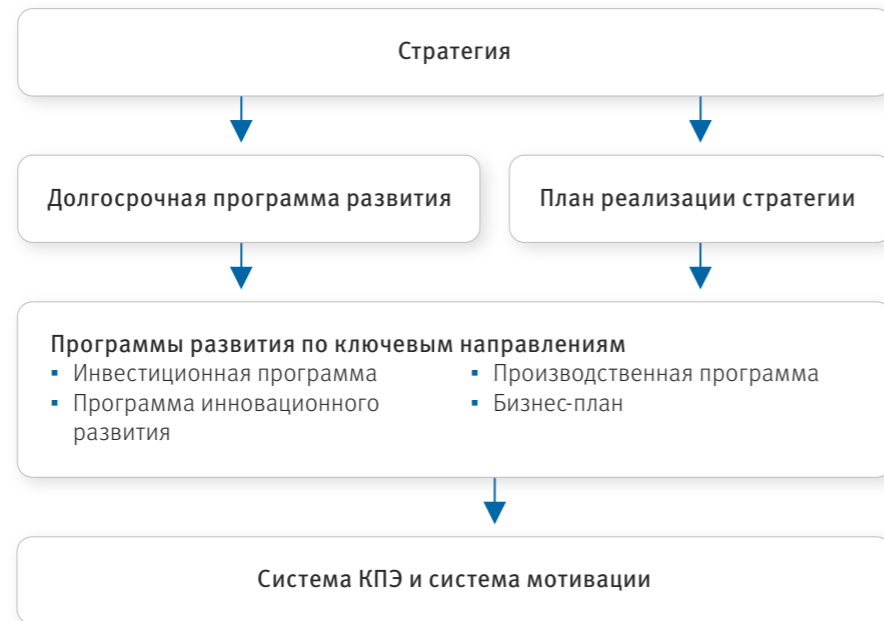 Стратегия
Долгосрочная программа развития
План реализации стратегии
Программы развития по ключевым направлениям
▪ Инвестиционная программа
▪ Программа инновационного
развития
▪ Производственная программа
▪ Бизнес-план
Система КПЭ и система мотивации